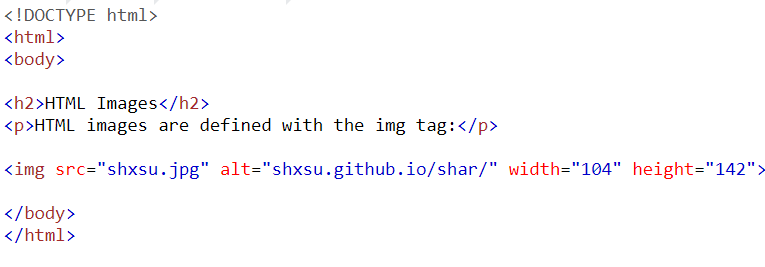 <!DOCTYPE html>
<html>
<body>
<h2>HTML Images</h2>
<p>HTML images are defined with the img tag:</p>
<img src="shxsu.jpg" alt="shxsu.github.io/shar/" width="104" height="142">
</body>
</html>